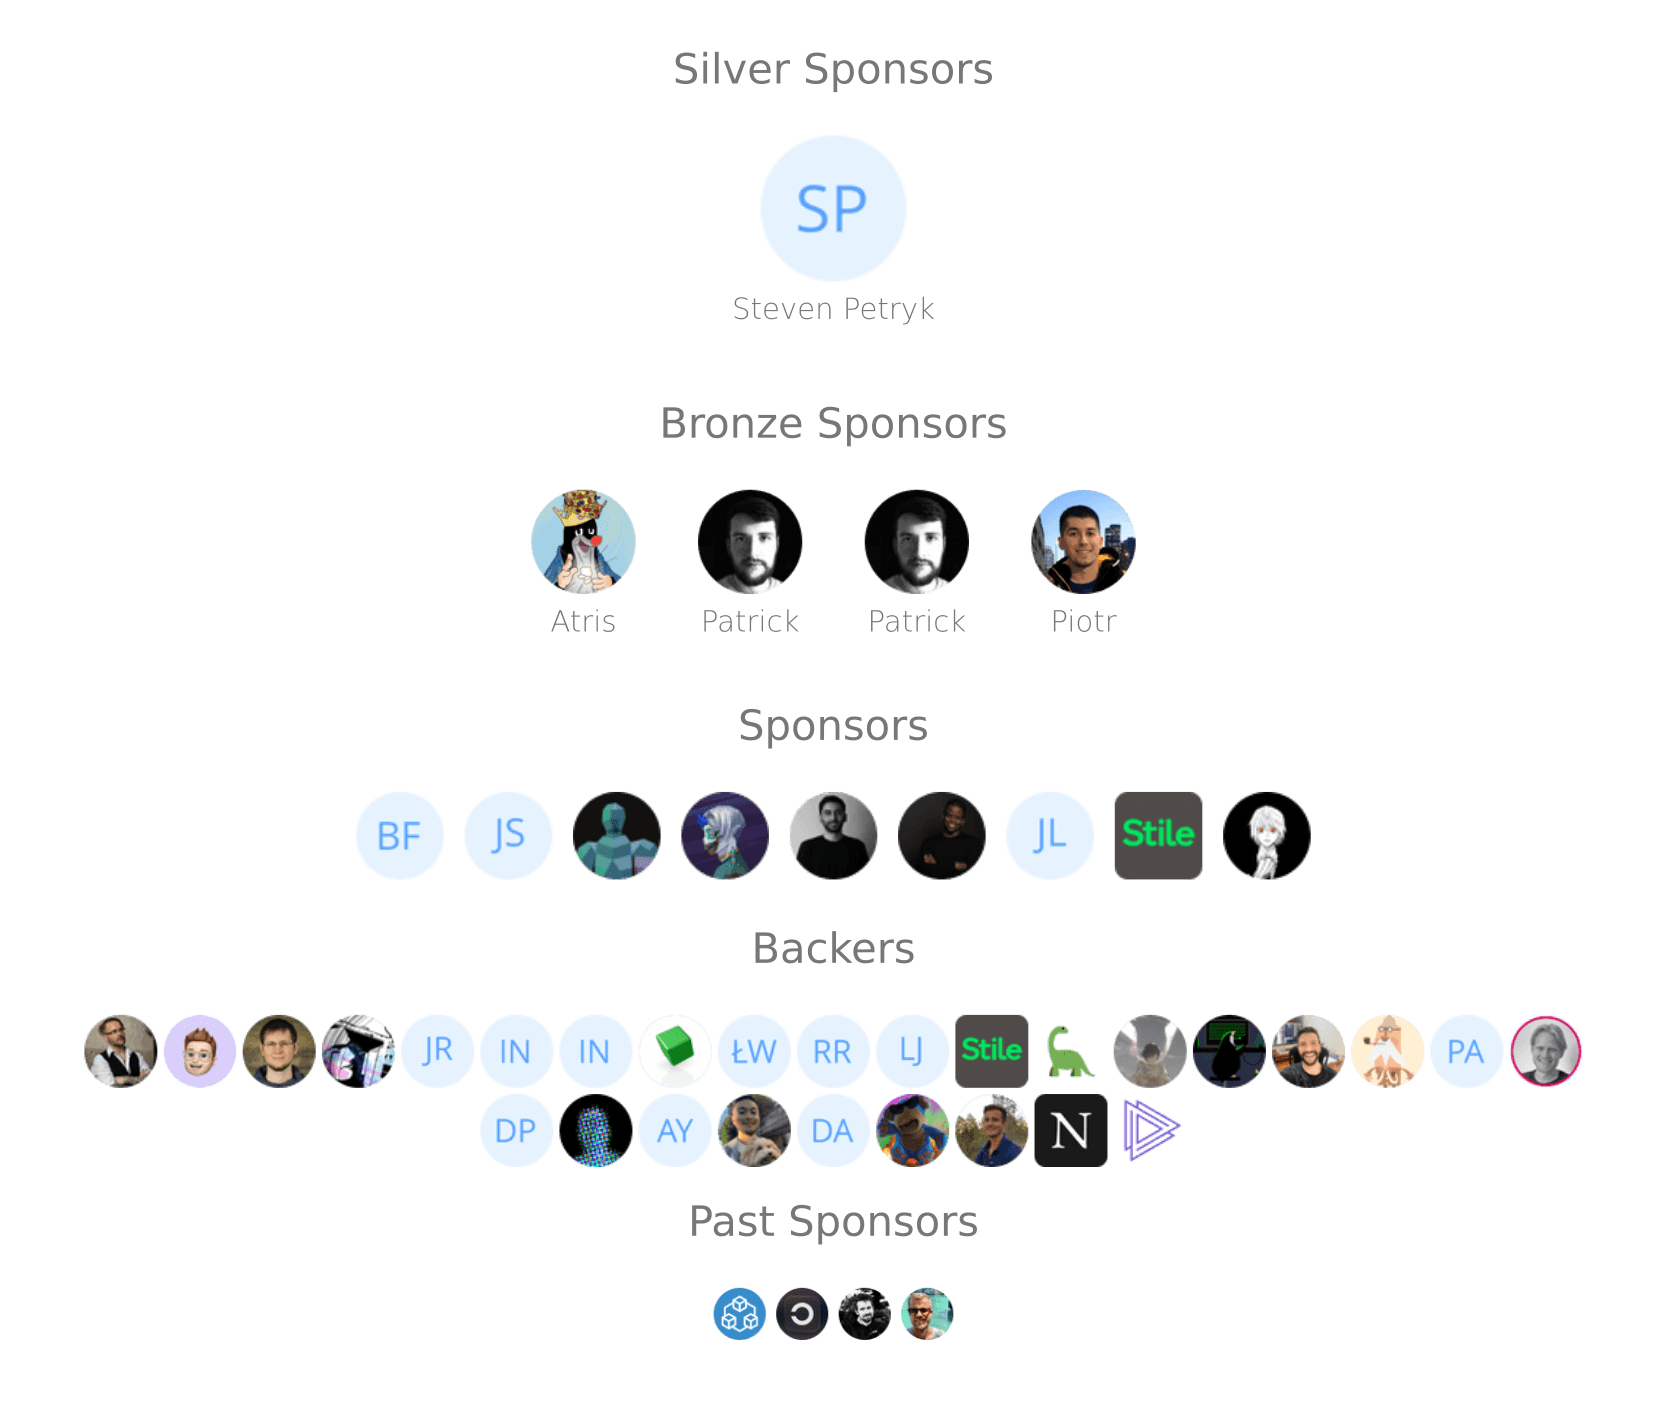 Silver Sponsors
SP
Steven Petryk
Bronze Sponsors
Atris
Patrick
Patrick
Piotr
Sponsors
BF
JS
JL
Stile
Backers
JR
IN
IN
ŁW
RR
LJ
Stile
PA
DP
AY
DA
N
Past Sponsors